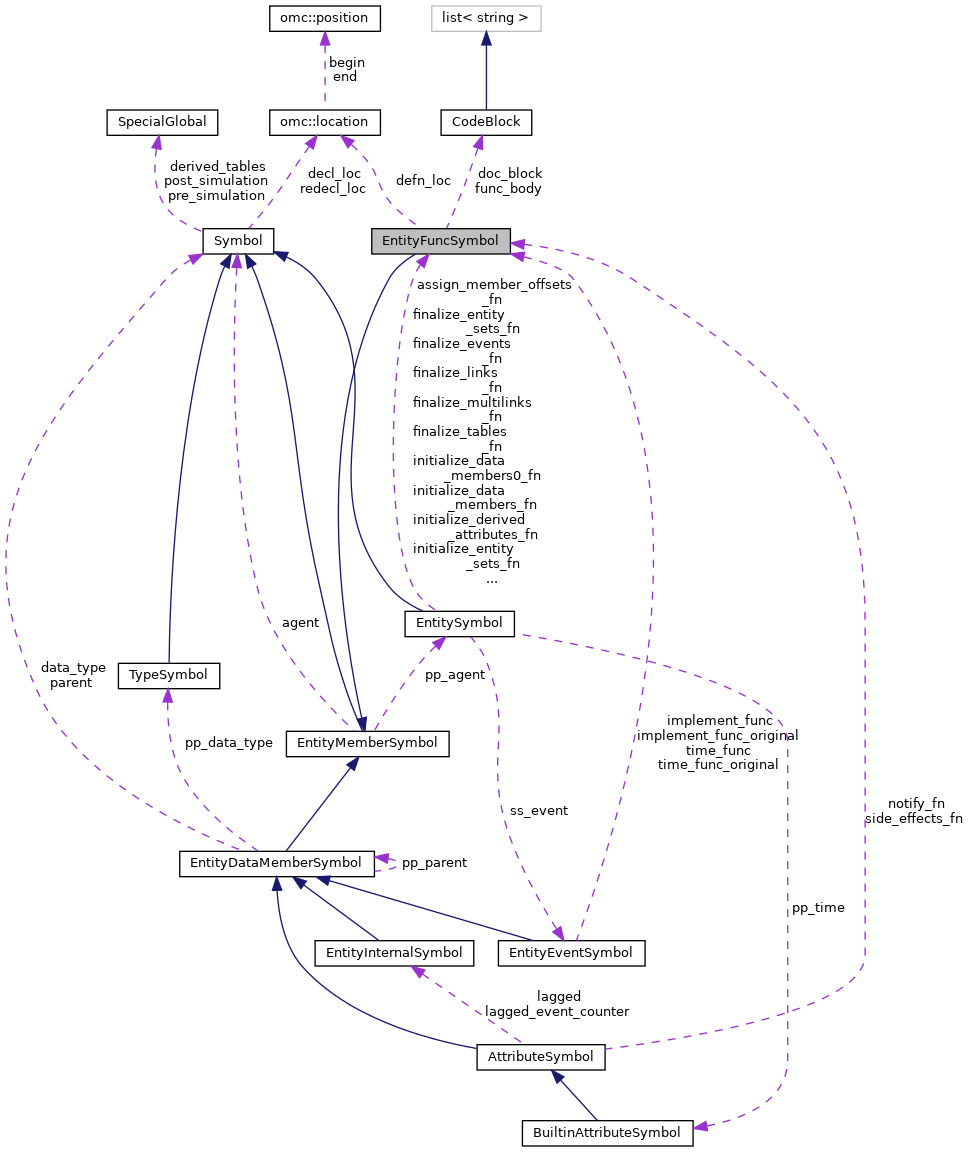 omc::position
list< string >
begin
end
SpecialGlobal
omc::location
CodeBlock
derived_tables
post_simulation
pre_simulation
decl_loc
redecl_loc
defn_loc
doc_block
func_body
Symbol
EntityFuncSymbol
assign_member_offsets
_fn
finalize_entity
_sets_fn
finalize_events
_fn
finalize_links
_fn
finalize_multilinks
_fn
finalize_tables
_fn
initialize_data
_members0_fn
initialize_data
_members_fn
initialize_derived
_attributes_fn
initialize_entity
_sets_fn
...
agent
EntitySymbol
data_type
parent
TypeSymbol
pp_agent
pp_data_type
EntityMemberSymbol
implement_func
implement_func_original
time_func
time_func_original
ss_event
notify_fn
side_effects_fn
EntityDataMemberSymbol
pp_parent
pp_time
EntityInternalSymbol
EntityEventSymbol
lagged
lagged_event_counter
AttributeSymbol
BuiltinAttributeSymbol